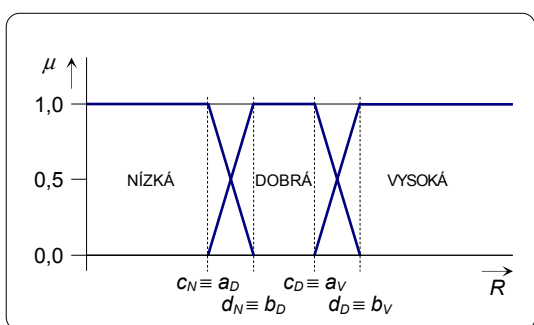 μ
1,0
0,5
NÍZKÁ DOBRÁ VYSOKÁ
0,0
c_N ≡ a_D c_D ≡ a_V
d_N ≡ b_D d_D ≡ b_V
R